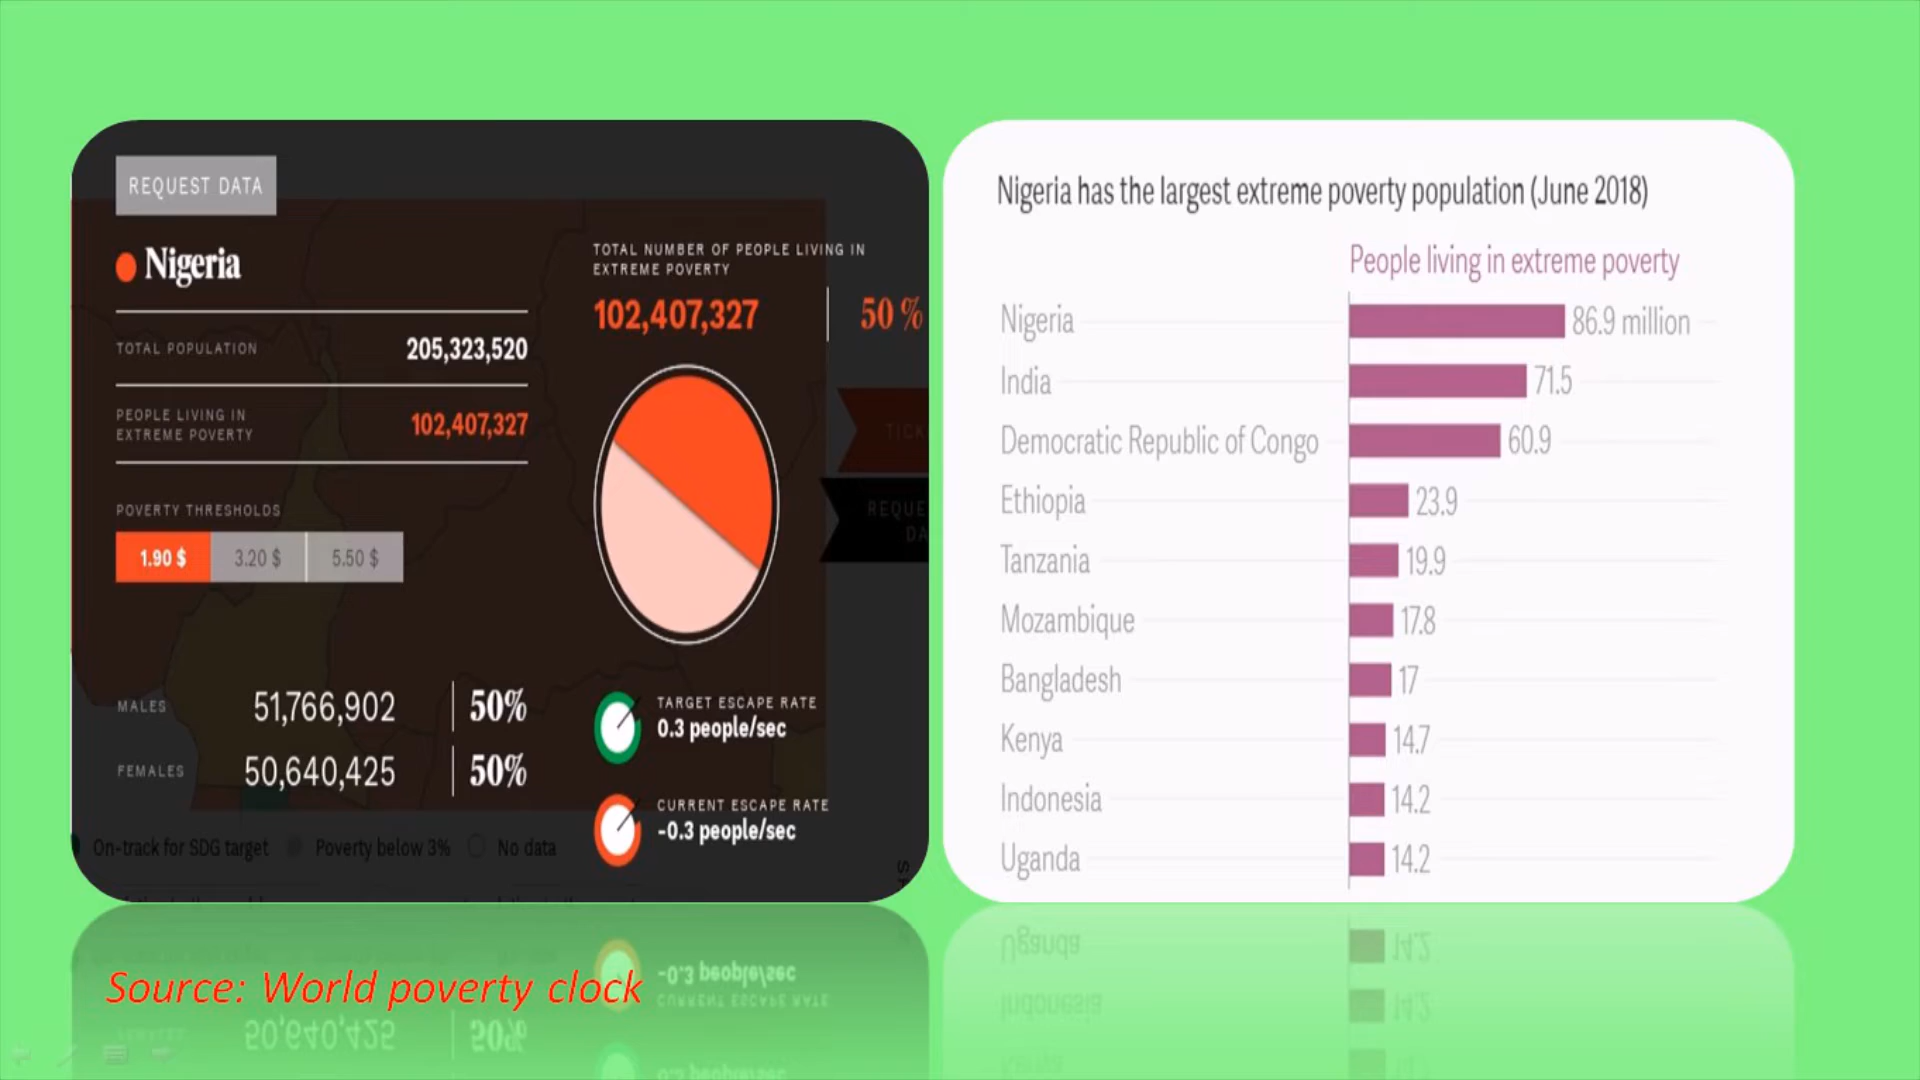 REQUEST DATA
Nigeria
TOTAL POPULATION 205,323,520
PEOPLE LIVING IN
EXTREME POVERTY 102,407,327
POVERTY THRESHOLDS
1.90 $ 3.20 $ 5.50 $
MALES 51,766,902 50%
FEMALES 50,640,425 50%
TOTAL NUMBER OF PEOPLE LIVING IN
EXTREME POVERTY
102,407,327 50 %
TARGET ESCAPE RATE
0.3 people/sec
CURRENT ESCAPE RATE
-0.3 people/sec
On-track for SDG target Poverty below 3% No data
Nigeria has the largest extreme poverty population (June 2018)
People living in extreme poverty
Nigeria 86.9 million
India 71.5
Democratic Republic of Congo 60.9
Ethiopia 23.9
Tanzania 19.9
Mozambique 17.8
Bangladesh 17
Kenya 14.7
Indonesia 14.2
Uganda 14.2
Source: World poverty clock